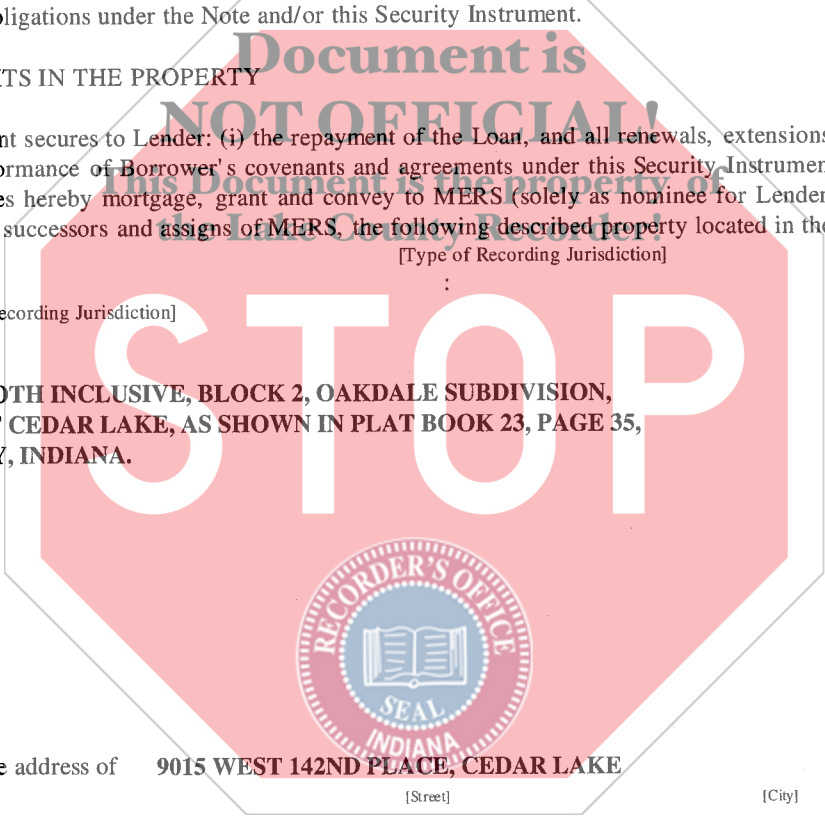 oligations under the Note and/or this Security Instrument.
Document is
TS IN THE PROPERTY
NOT OFFICIAL!
nt secures to Lender: (i) the repayment of the Loan, and all renewals, extensions
ormance of Borrower's covenants and agreements under this Security Instrumen
This Document is the property of
es hereby mortgage, grant and convey to MERS (solely as nominee for Lender
successors and assigns of MERS, the following described property located in the
the Lake County Recorder!
[Type of Recording Jurisdiction]
:
ecording Jurisdiction]
STOP
OTH INCLUSIVE, BLOCK 2, OAKDALE SUBDIVISION,
CEDAR LAKE, AS SHOWN IN PLAT BOOK 23, PAGE 35,
Y, INDIANA.
RECORDER'S OFFICE
SEAL
INDIANA
e address of 9015 WEST 142ND PLACE, CEDAR LAKE
[Street] [City]